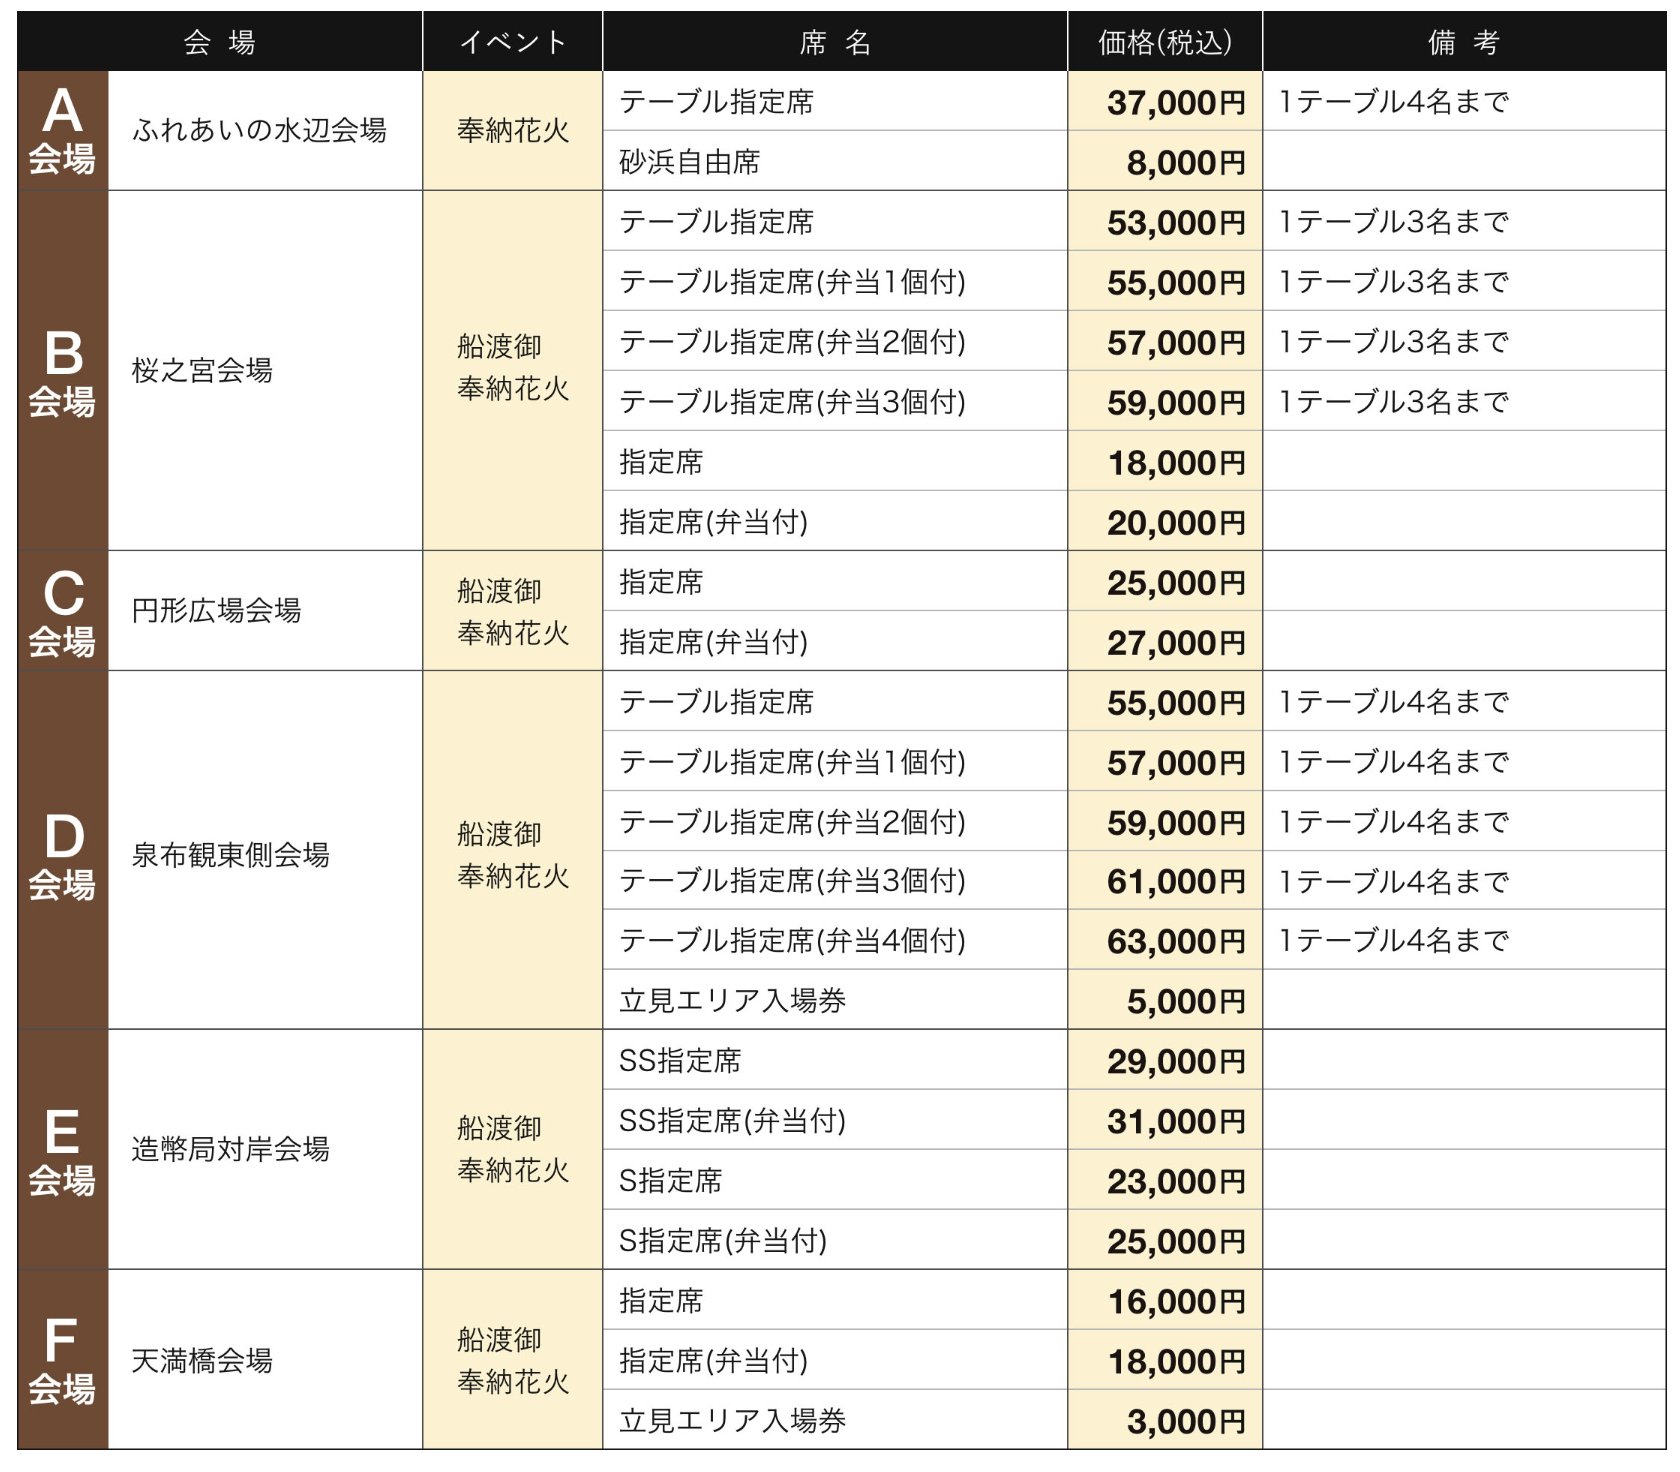 会 場 イベント 席 名 価格(税込) 備 考
A
会場
ふれあいの水辺会場
奉納花火
テーブル指定席 37,000円 1テーブル4名まで
砂浜自由席 8,000円
B
会場
桜之宮会場
船渡御
奉納花火
テーブル指定席 53,000円 1テーブル3名まで
テーブル指定席(弁当1個付) 55,000円 1テーブル3名まで
テーブル指定席(弁当2個付) 57,000円 1テーブル3名まで
テーブル指定席(弁当3個付) 59,000円 1テーブル3名まで
指定席 18,000円
指定席(弁当付) 20,000円
C
会場
円形広場会場
船渡御
奉納花火
指定席 25,000円
指定席(弁当付) 27,000円
D
会場
泉布観東側会場
船渡御
奉納花火
テーブル指定席 55,000円 1テーブル4名まで
テーブル指定席(弁当1個付) 57,000円 1テーブル4名まで
テーブル指定席(弁当2個付) 59,000円 1テーブル4名まで
テーブル指定席(弁当3個付) 61,000円 1テーブル4名まで
テーブル指定席(弁当4個付) 63,000円 1テーブル4名まで
立見エリア入場券 5,000円
E
会場
造幣局対岸会場
船渡御
奉納花火
SS指定席 29,000円
SS指定席(弁当付) 31,000円
S指定席 23,000円
S指定席(弁当付) 25,000円
F
会場
天満橋会場
船渡御
奉納花火
指定席 16,000円
指定席(弁当付) 18,000円
立見エリア入場券 3,000円